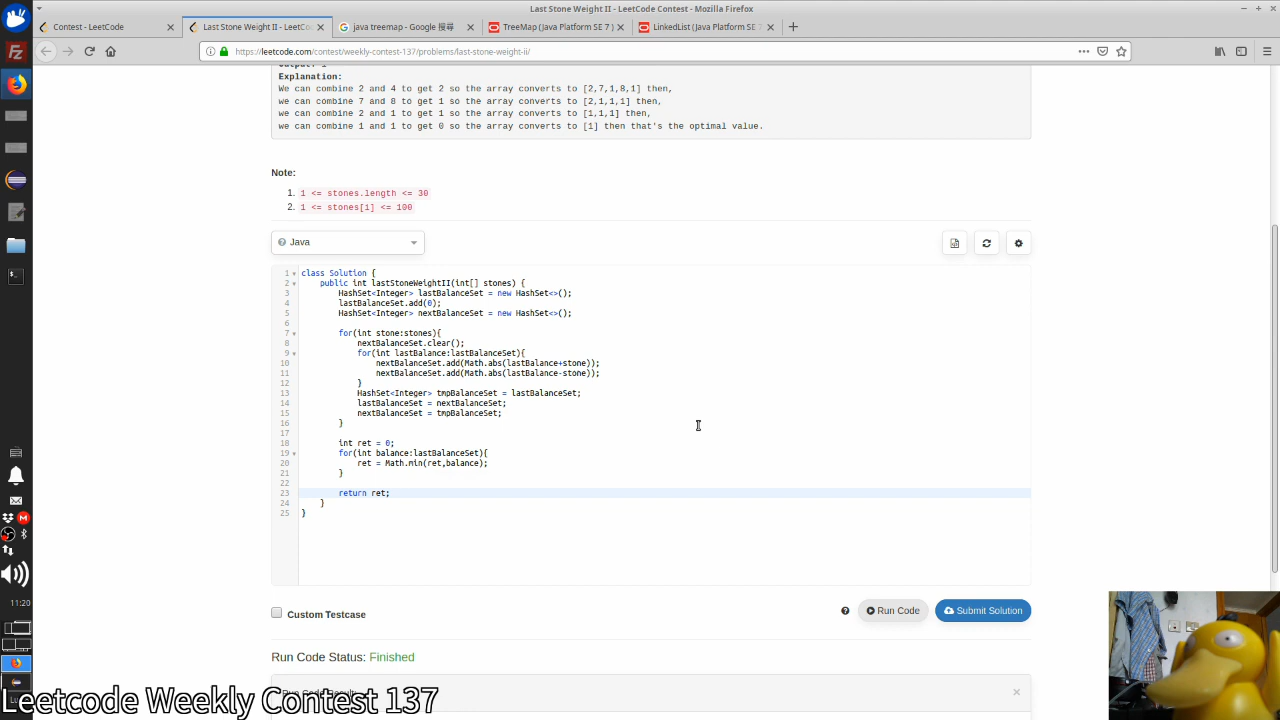 Last Stone Weight II - LeetCode Contest - Mozilla Firefox
Contest - LeetCode
Last Stone Weight II - LeetCo
java treemap - Google 搜尋
TreeMap (Java Platform SE 7 )
LinkedList (Java Platform SE 7
https://leetcode.com/contest/weekly-contest-137/problems/last-stone-weight-ii/
Explanation:
We can combine 2 and 4 to get 2 so the array converts to [2,7,1,8,1] then,
we can combine 7 and 8 to get 1 so the array converts to [2,1,1,1] then,
we can combine 2 and 1 to get 1 so the array converts to [1,1,1] then,
we can combine 1 and 1 to get 0 so the array converts to [1] then that's the optimal value.
Note:
1. 1 <= stones.length <= 30
2. 1 <= stones[i] <= 100
Java
1 class Solution {
2 public int lastStoneWeightII(int[] stones) {
3 HashSet<Integer> lastBalanceSet = new HashSet<>();
4 lastBalanceSet.add(0);
5 HashSet<Integer> nextBalanceSet = new HashSet<>();
6
7 for(int stone:stones){
8 nextBalanceSet.clear();
9 for(int lastBalance:lastBalanceSet){
10 nextBalanceSet.add(Math.abs(lastBalance+stone));
11 nextBalanceSet.add(Math.abs(lastBalance-stone));
12 }
13 HashSet<Integer> tmpBalanceSet = lastBalanceSet;
14 lastBalanceSet = nextBalanceSet;
15 nextBalanceSet = tmpBalanceSet;
16 }
17
18 int ret = 0;
19 for(int balance:lastBalanceSet){
20 ret = Math.min(ret,balance);
21 }
22
23 return ret;
24 }
25 }
Custom Testcase
Run Code
Submit Solution
Run Code Status: Finished
11:20
Leetcode Weekly Contest 137